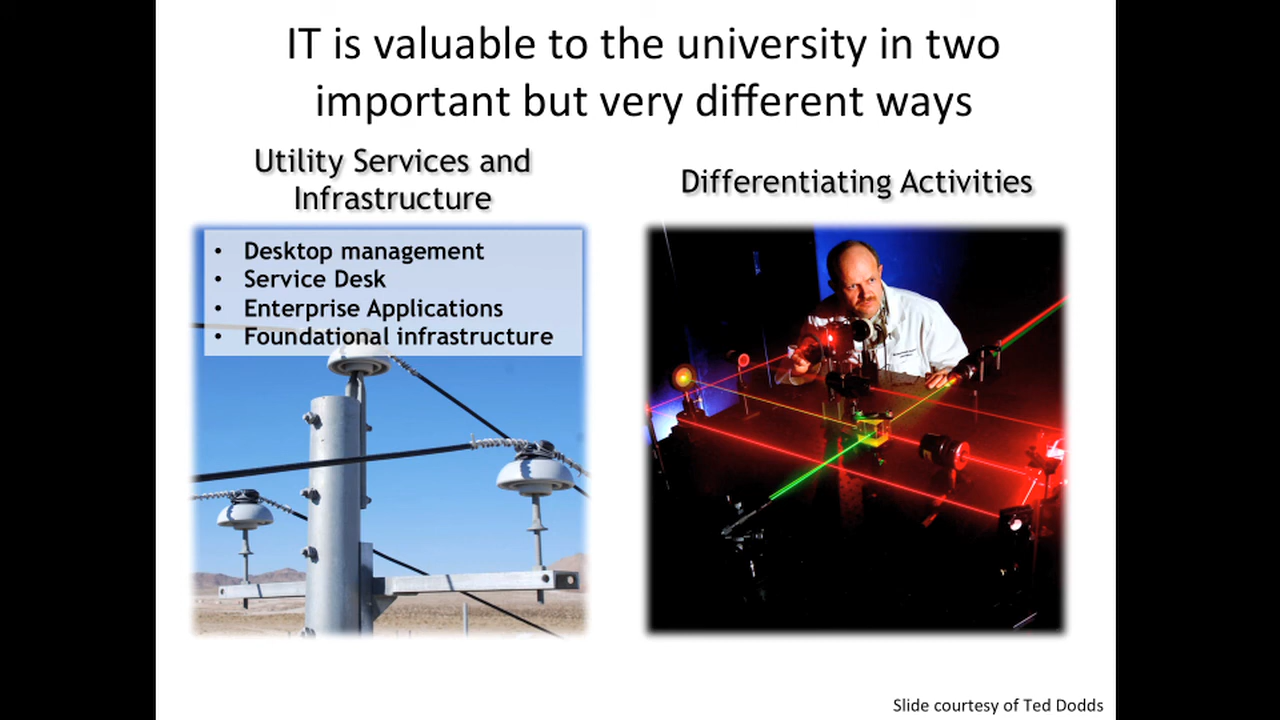 IT is valuable to the university in two
important but very different ways
Utility Services and
Infrastructure
• Desktop management
• Service Desk
• Enterprise Applications
• Foundational infrastructure
Differentiating Activities
Slide courtesy of Ted Dodds